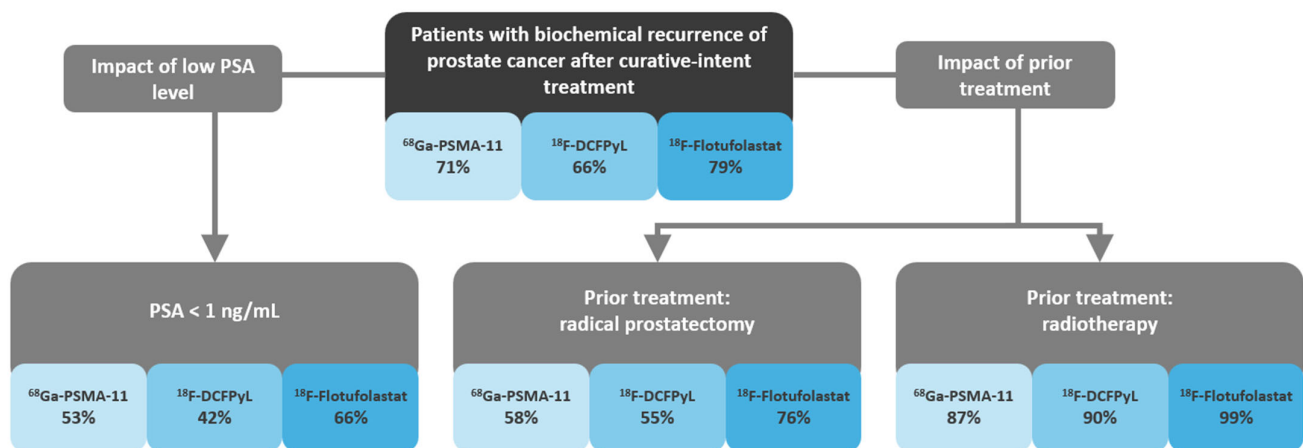 Patients with biochemical recurrence of
prostate cancer after curative-intent
treatment
Impact of low PSA
level
Impact of prior
treatment
⁶⁸Ga-PSMA-11
71%
¹⁸F-DCFPyL
66%
¹⁸F-Flotufolastat
79%
PSA < 1 ng/mL
⁶⁸Ga-PSMA-11
53%
¹⁸F-DCFPyL
42%
¹⁸F-Flotufolastat
66%
Prior treatment:
radical prostatectomy
⁶⁸Ga-PSMA-11
58%
¹⁸F-DCFPyL
55%
¹⁸F-Flotufolastat
76%
Prior treatment:
radiotherapy
⁶⁸Ga-PSMA-11
87%
¹⁸F-DCFPyL
90%
¹⁸F-Flotufolastat
99%